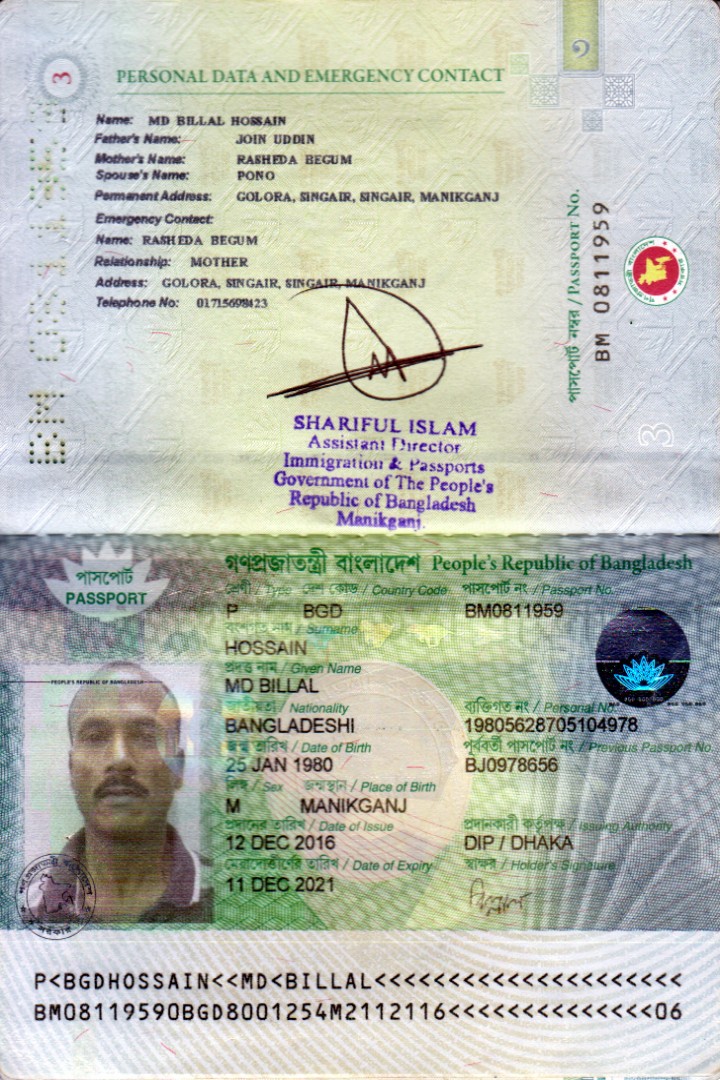 3
PERSONAL DATA AND EMERGENCY CONTACT
Name: MD BILLAL HOSSAIN
Father's Name: JOIN UDDIN
Mother's Name: RASHEDA BEGUM
Spouse's Name: PONO
Permanent Address: GOLORA, SINGAIR, SINGAIR, MANIKGANJ
Emergency Contact:
Name: RASHEDA BEGUM
Relationship: MOTHER
Address: GOLORA, SINGAIR, SINGAIR, MANIKGANJ
Telephone No: 01715698423
SHARIFUL ISLAM
Assistant Director
Immigration & Passports
Government of The People's
Republic of Bangladesh
Manikganj.
পাসপোর্ট নম্বর / PASSPORT No.
BM 0811959
3
BM 0811959
পাসপোর্ট
PASSPORT
গণপ্রজাতন্ত্রী বাংলাদেশ People's Republic of Bangladesh
শ্রেণী / Type দেশ কোড / Country Code পাসপোর্ট নং / Passport No.
P BGD BM0811959
বংশগত নাম / Surname
HOSSAIN
প্রদত্ত নাম / Given Name
MD BILLAL
জাতীয়তা / Nationality ব্যক্তিগত নং / Personal No.
BANGLADESHI 19805628705104978
জন্ম তারিখ / Date of Birth পূর্ববর্তী পাসপোর্ট নং / Previous Passport No.
25 JAN 1980 BJ0978656
লিঙ্গ / Sex জন্মস্থান / Place of Birth
M MANIKGANJ
প্রদানের তারিখ / Date of Issue প্রদানকারী কর্তৃপক্ষ / Issuing Authority
12 DEC 2016 DIP / DHAKA
মেয়াদোত্তীর্ণের তারিখ / Date of Expiry স্বাক্ষর / Holder's Signature
11 DEC 2021
PEOPLE'S REPUBLIC OF BANGLADESH
P<BGDHOSSAIN<<MD<BILLAL<<<<<<<<<<<<<<<<<<<<<
BM08119590BGD8001254M2112116<<<<<<<<<<<<<<06